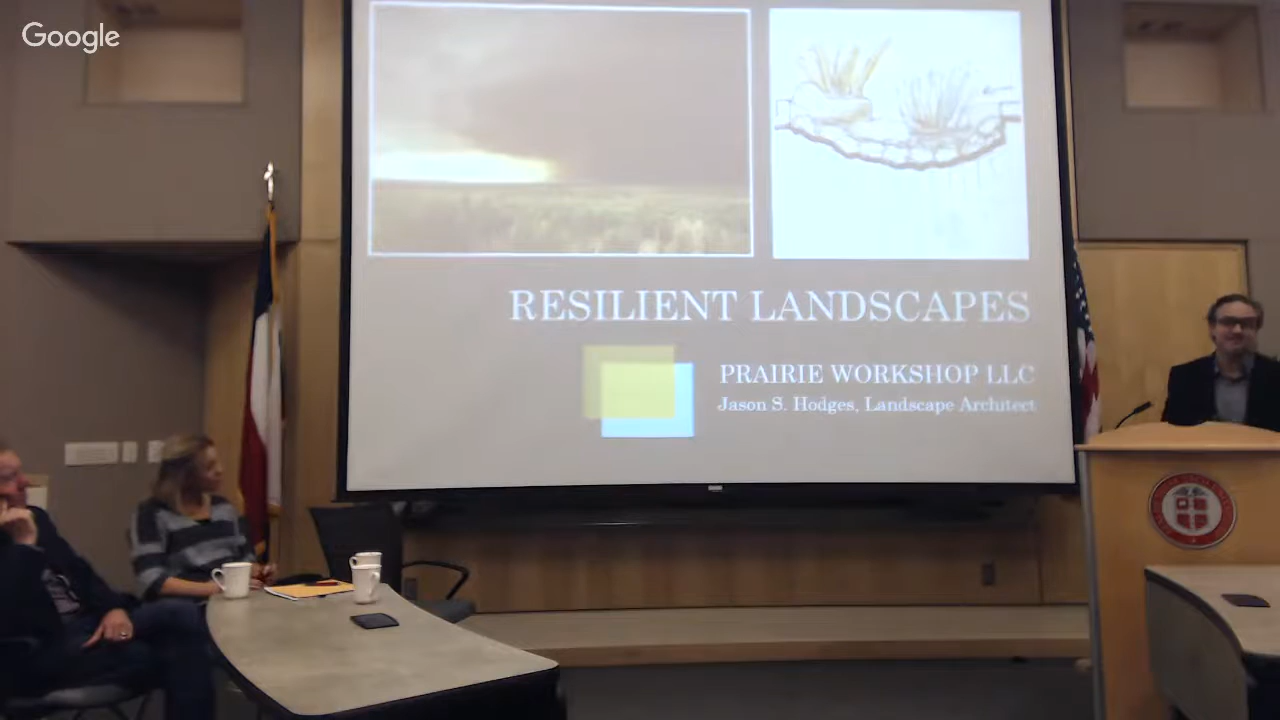 Google
RESILIENT LANDSCAPES
PRAIRIE WORKSHOP LLC
Jason S. Hodges, Landscape Architect